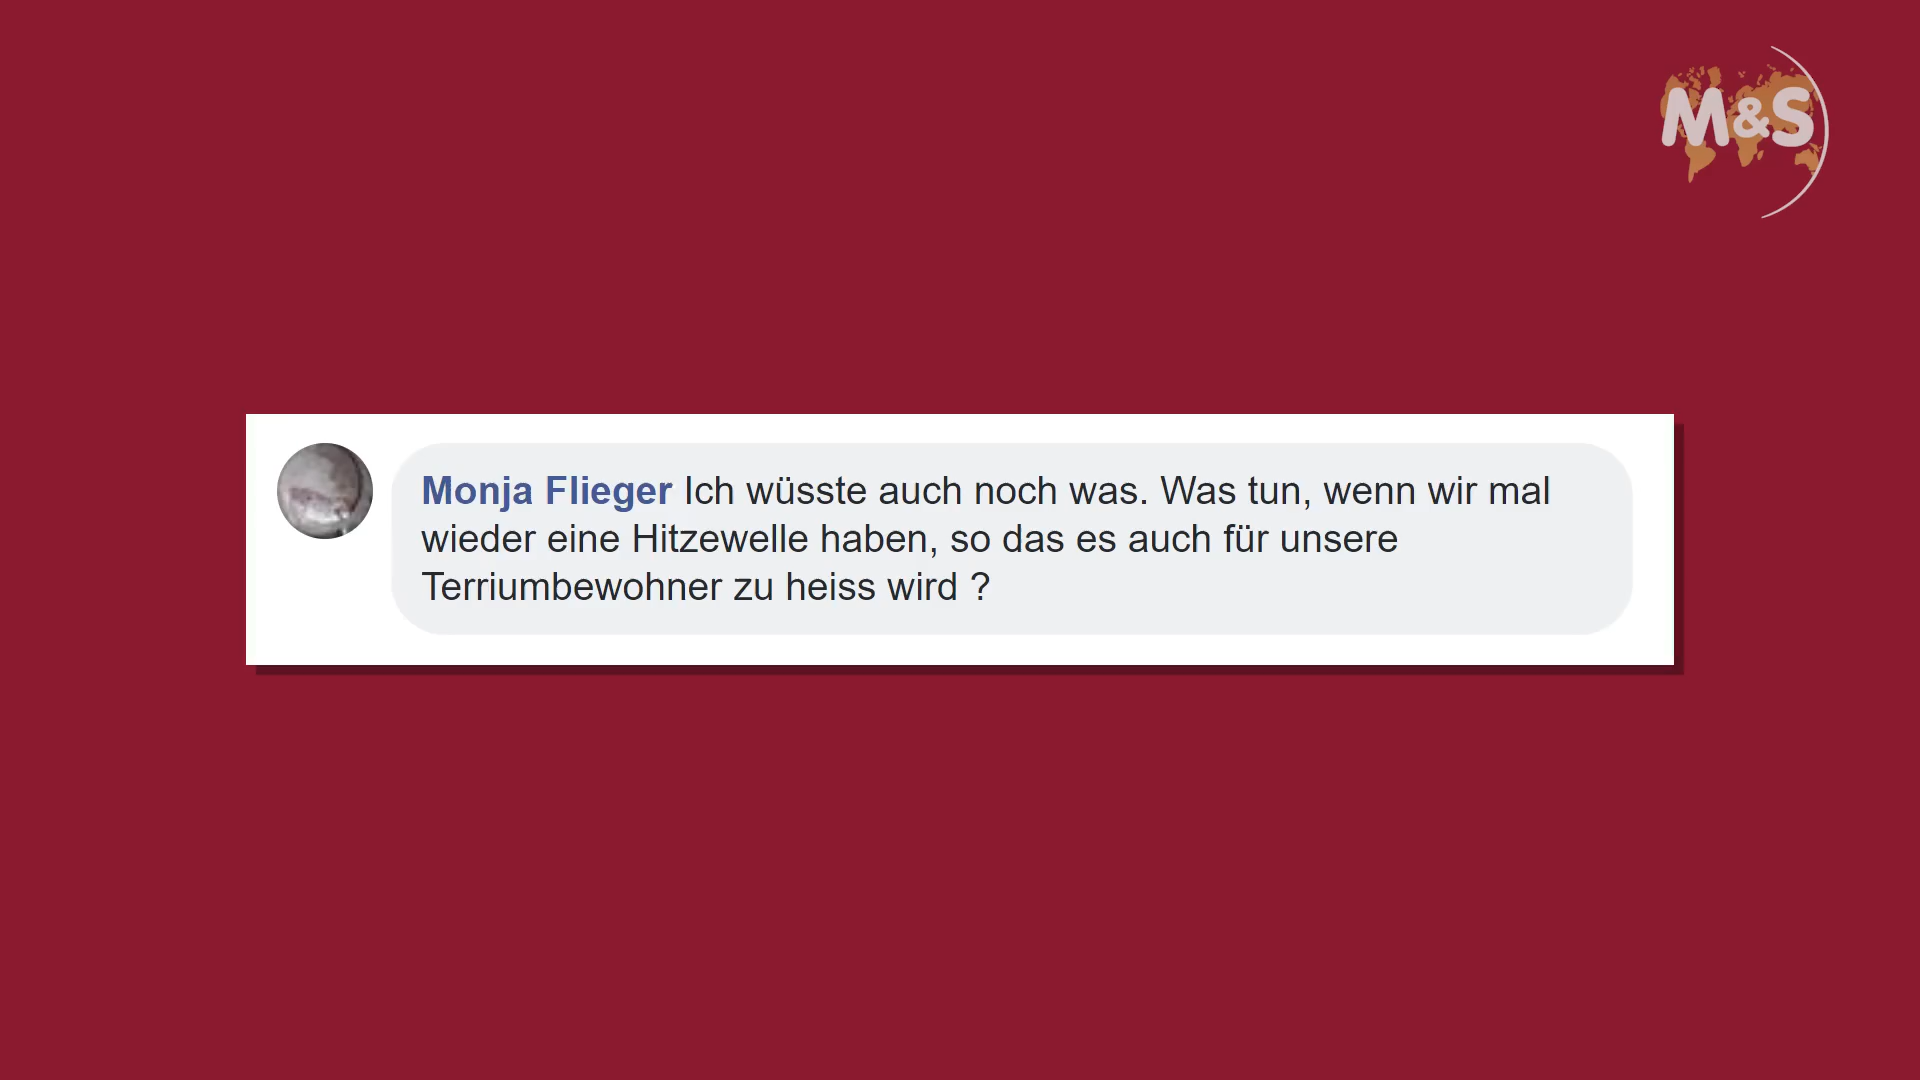 M&S
Monja Flieger Ich wüsste auch noch was. Was tun, wenn wir mal
wieder eine Hitzewelle haben, so das es auch für unsere
Terriumbewohner zu heiss wird ?